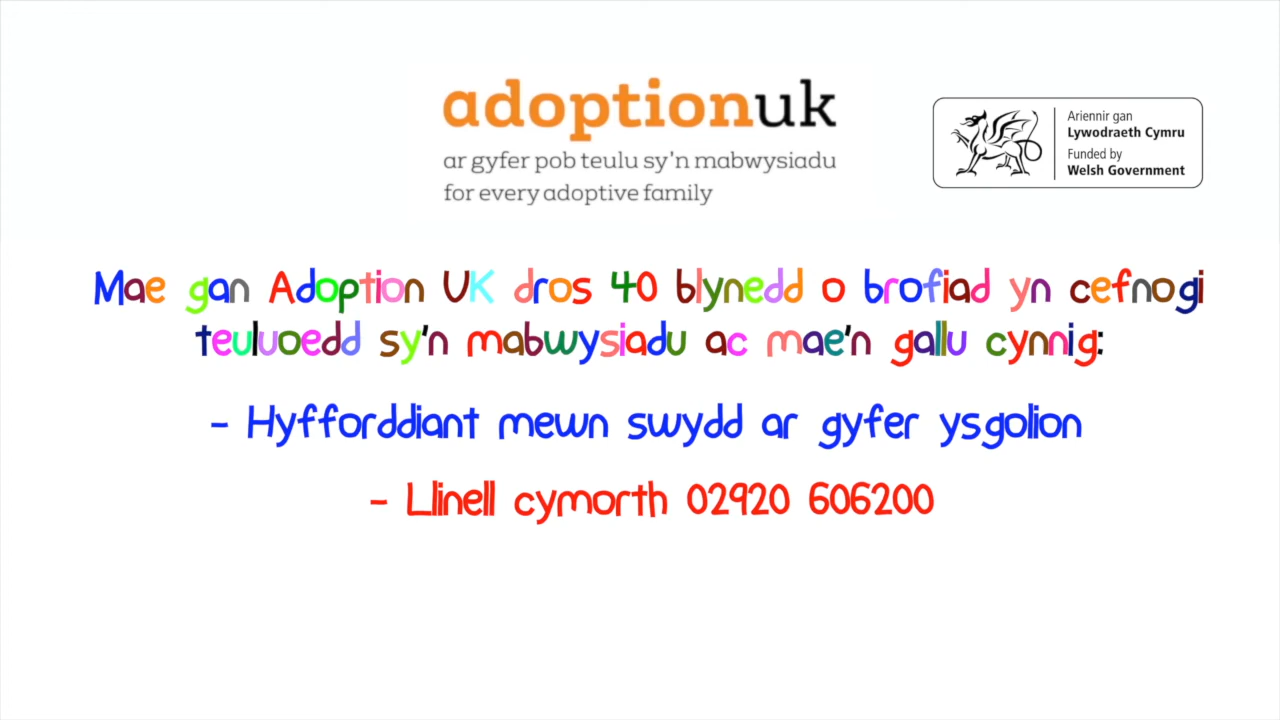 adoptionuk
ar gyfer pob teulu sy'n mabwysiadu
for every adoptive family
Ariennir gan
Lywodraeth Cymru
Funded by
Welsh Government
Mae gan Adoption UK dros 40 blynedd o brofiad yn cefnogi
teuluoedd sy'n mabwysiadu ac mae'n gallu cynnig:
- Hyfforddiant mewn swydd ar gyfer ysgolion
- Llinell cymorth 02920 606200